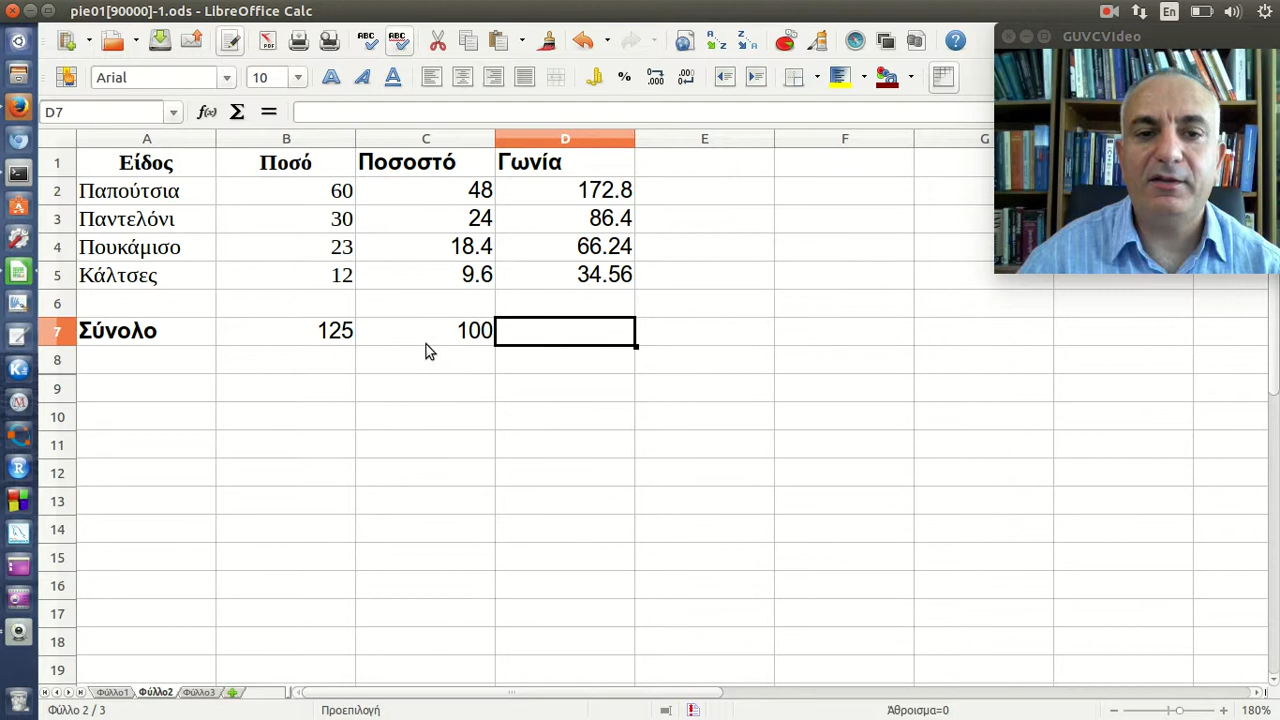 pie01[90000]-1.ods - LibreOffice Calc
En
GUVCVIdeo
Arial 10
D7
A B C D E F G
1 Είδος Ποσό Ποσοστό Γωνία
2 Παπούτσια 60 48 172.8
3 Παντελόνι 30 24 86.4
4 Πουκάμισο 23 18.4 66.24
5 Κάλτσες 12 9.6 34.56
6
7 Σύνολο 125 100
8
9
10
11
12
13
14
15
16
17
18
19
Φύλλο1 Φύλλο2 Φύλλο3
Φύλλο 2 / 3 Προεπιλογή Άθροισμα=0 180%